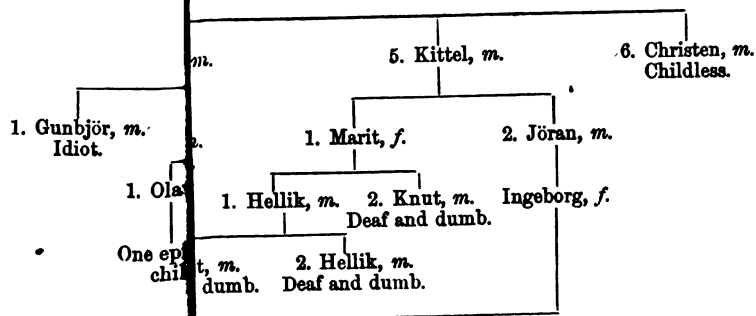 m.
5. Kittel, m.
6. Christen, m.
Childless.
1. Gunbjör, m.
Idiot.
1. Marit, f.
2. Jöran, m.
1. Hellik, m.
2. Knut, m.
Deaf and dumb.
Ingeborg, f.
One
m.
dumb.
2. Hellik, m.
Deaf and dumb.